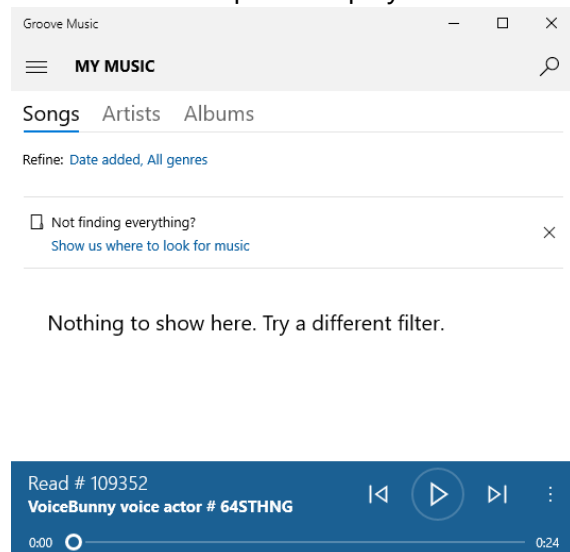 Groove Music
MY MUSIC
Songs Artists Albums
Refine: Date added, All genres
Not finding everything?
Show us where to look for music
Nothing to show here. Try a different filter.
Read # 109352
VoiceBunny voice actor # 64STHNG
0:00 0:24